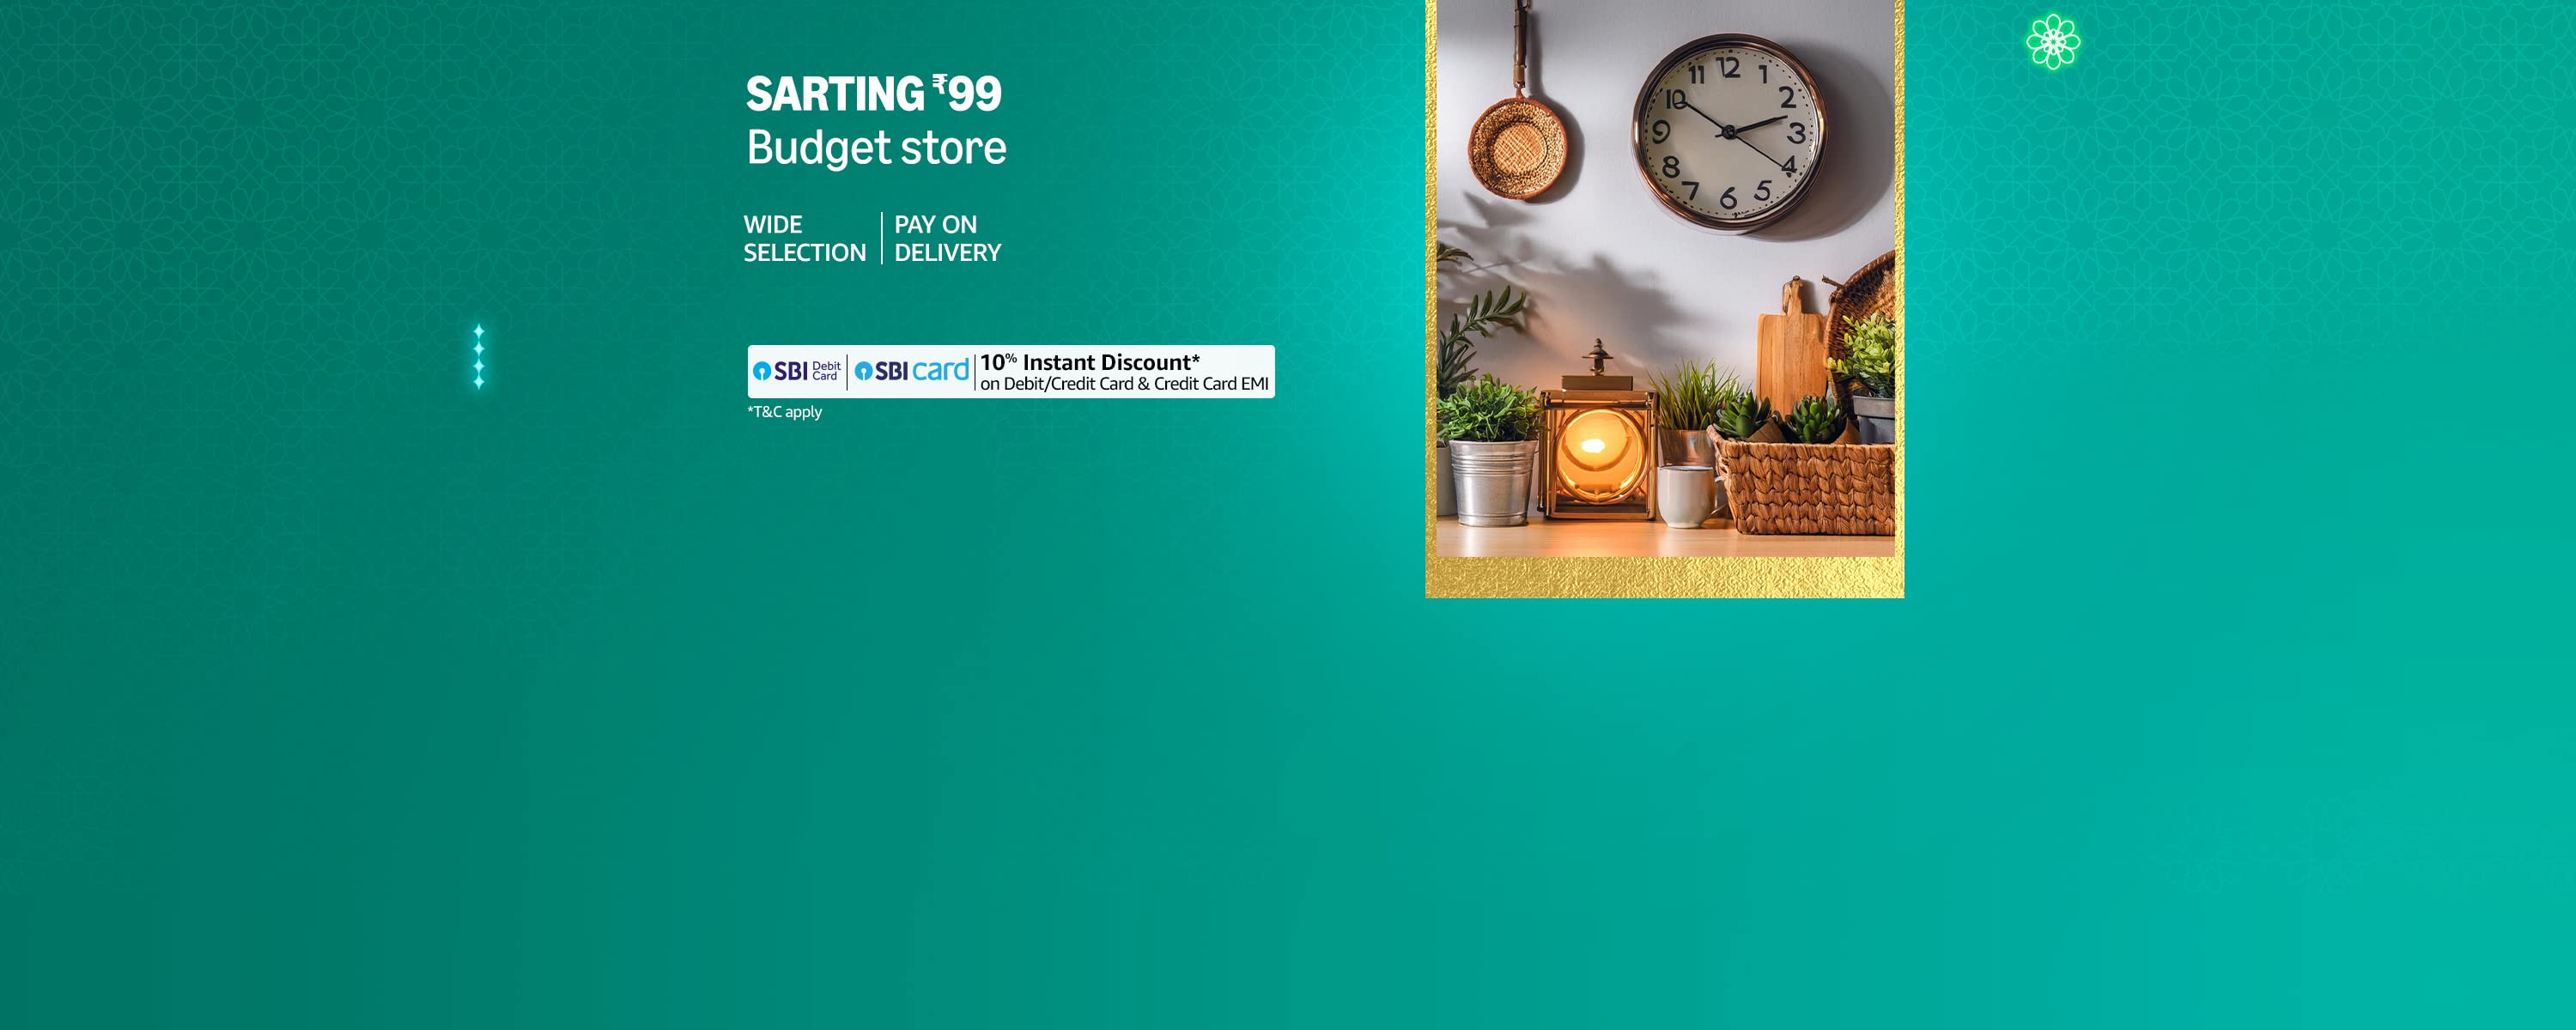 SARTING ₹99
Budget store
WIDE
SELECTION
PAY ON
DELIVERY
SBI Debit
Card
SBI card
10% Instant Discount*
on Debit/Credit Card & Credit Card EMI
*T&C apply
11 12 1
10 2
9 3
8 4
7 6 5